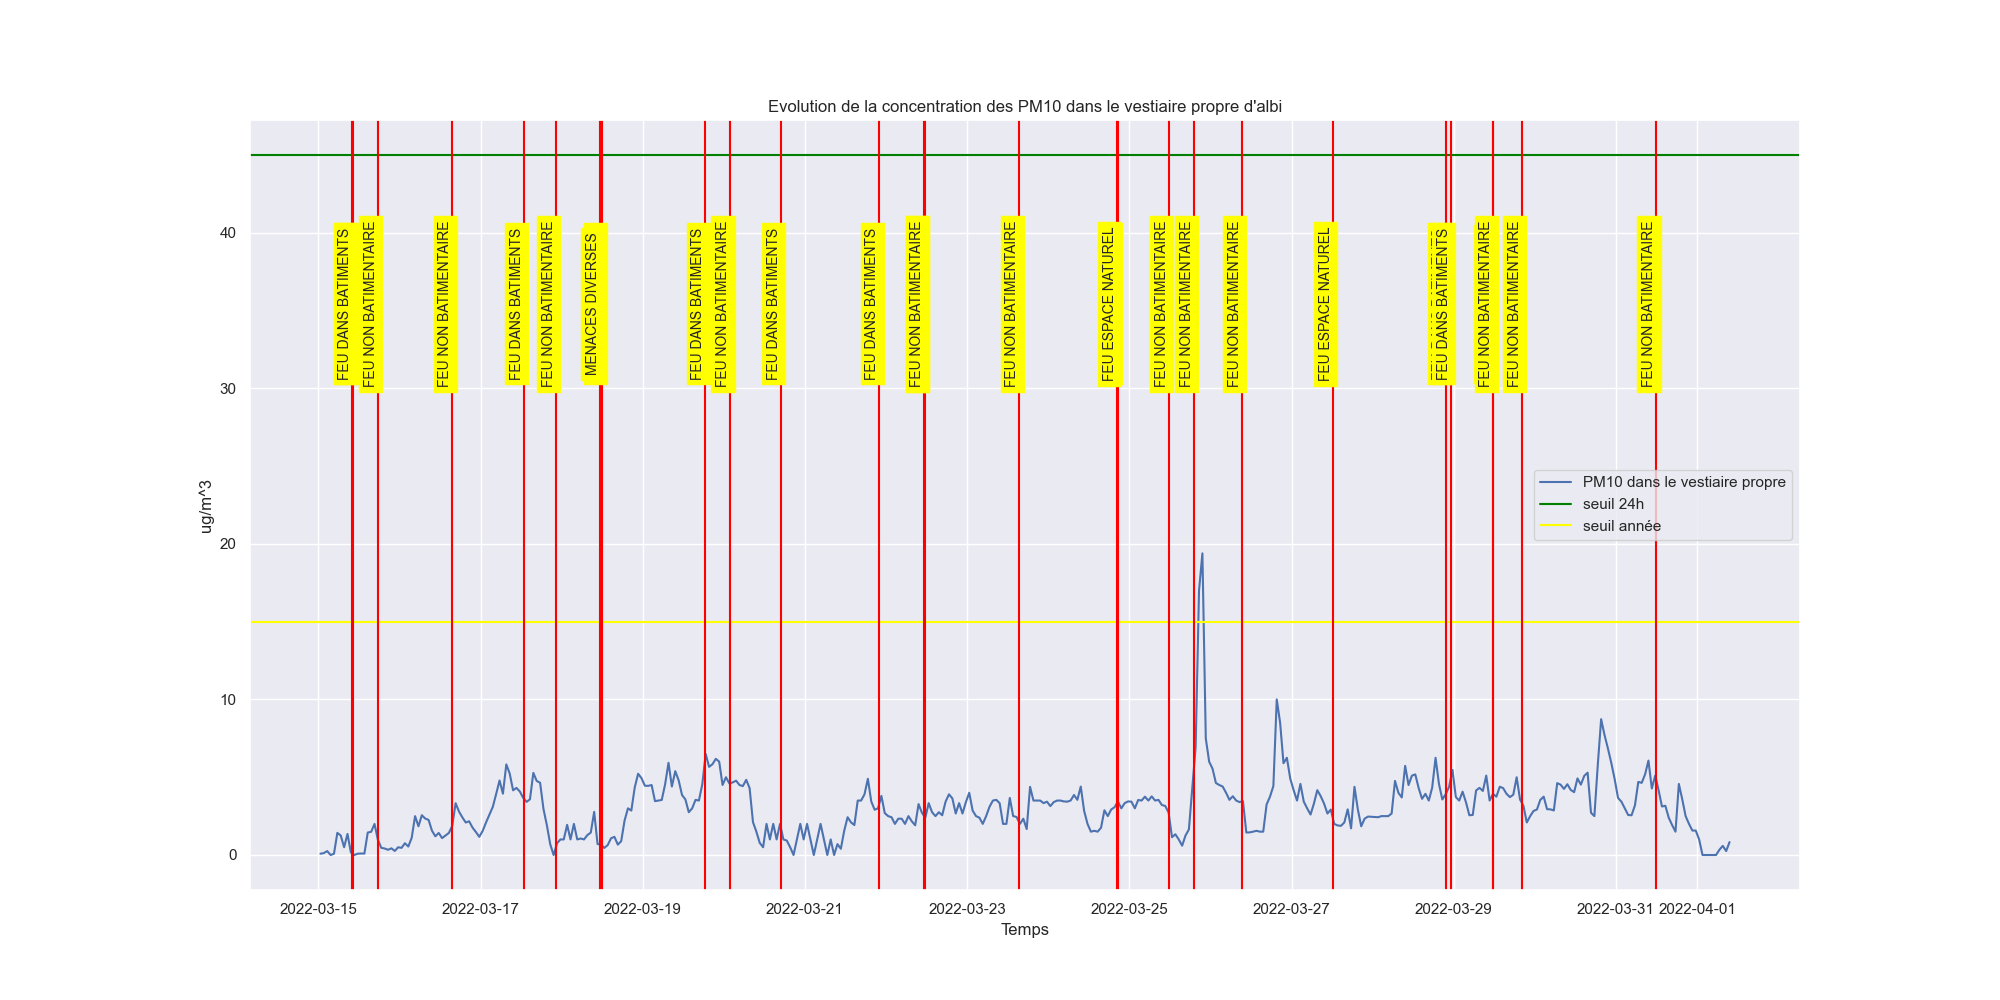 Evolution de la concentration des PM10 dans le vestiaire propre d'albi
ug/m^3
40
30
20
10
0
FEU DANS BATIMENTS
FEU NON BATIMENTAIRE
FEU NON BATIMENTAIRE
FEU DANS BATIMENTS
FEU NON BATIMENTAIRE
MENACES DIVERSES
FEU DANS BATIMENTS
FEU NON BATIMENTAIRE
FEU DANS BATIMENTS
FEU DANS BATIMENTS
FEU NON BATIMENTAIRE
FEU NON BATIMENTAIRE
FEU ESPACE NATUREL
FEU NON BATIMENTAIRE
FEU NON BATIMENTAIRE
FEU NON BATIMENTAIRE
FEU ESPACE NATUREL
FEU DANS BATIMENTS
FEU NON BATIMENTAIRE
FEU NON BATIMENTAIRE
FEU NON BATIMENTAIRE
PM10 dans le vestiaire propre
seuil 24h
seuil année
2022-03-15 2022-03-17 2022-03-19 2022-03-21 2022-03-23 2022-03-25 2022-03-27 2022-03-29 2022-03-31 2022-04-01
Temps